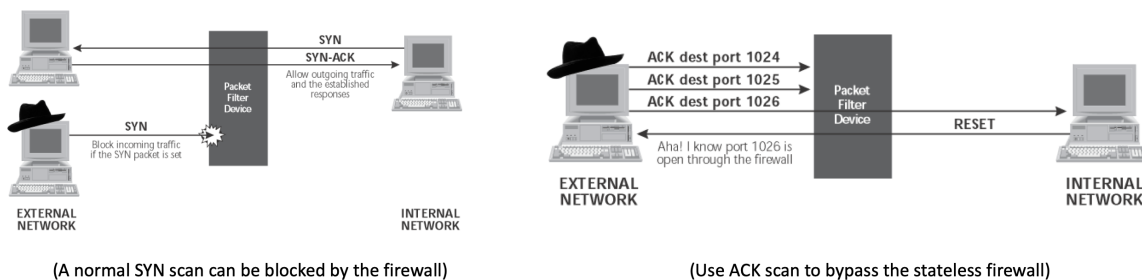 SYN
SYN-ACK
Allow outgoing traffic
and the established
responses
Packet
Filter
Device
SYN
Block incoming traffic
if the SYN packet is set
EXTERNAL
NETWORK
INTERNAL
NETWORK
(A normal SYN scan can be blocked by the firewall)
ACK dest port 1024
ACK dest port 1025
ACK dest port 1026
Packet
Filter
Device
RESET
Aha! I know port 1026 is
open through the firewall
EXTERNAL
NETWORK
INTERNAL
NETWORK
(Use ACK scan to bypass the stateless firewall)